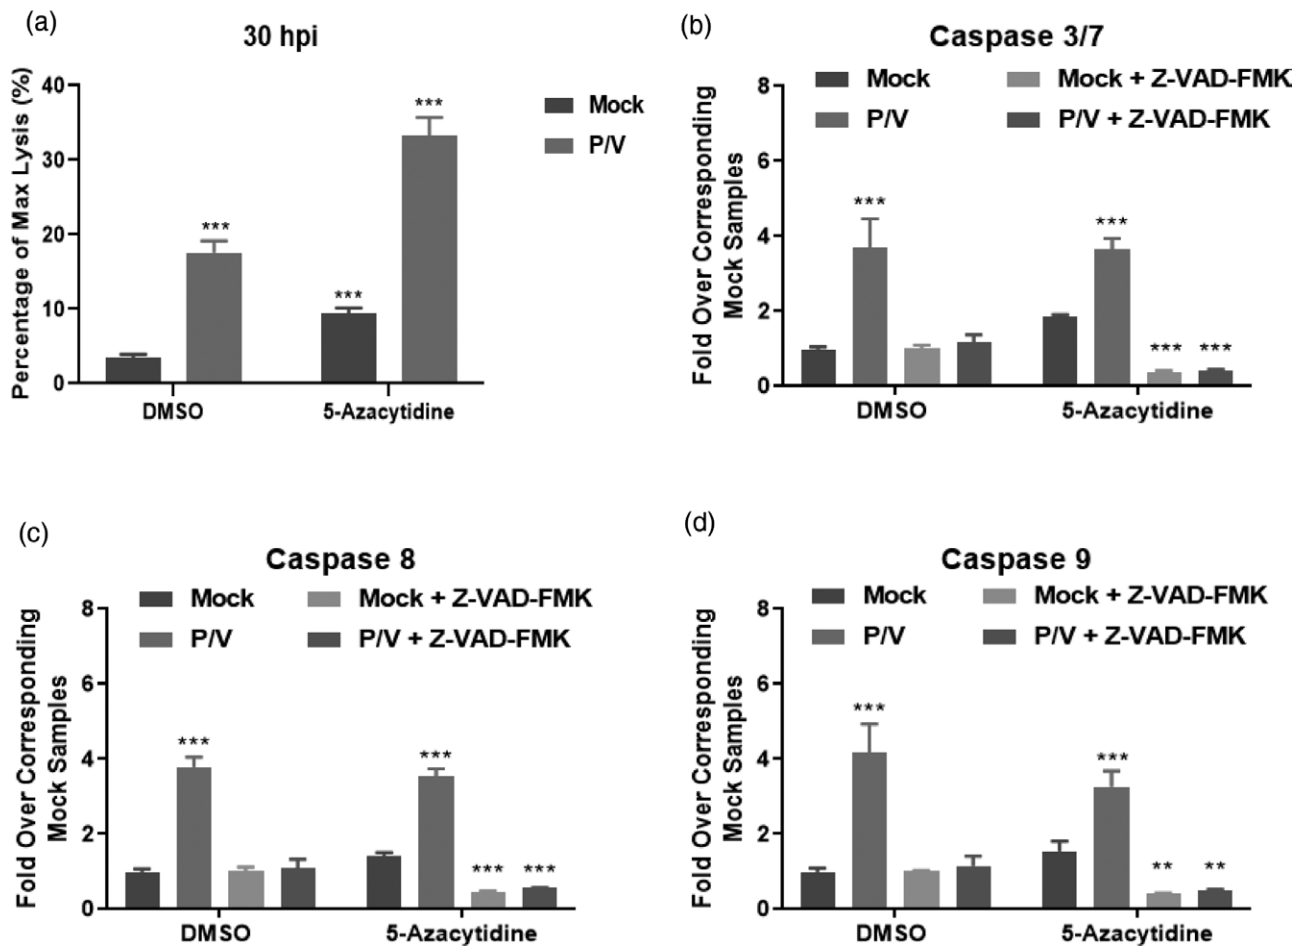 (a)
30 hpi
Percentage of Max Lysis (%)
40
30
20
10
0
***
***
***
Mock
P/V
DMSO
5-Azacytidine
(b)
Caspase 3/7
Mock
Mock + Z-VAD-FMK
P/V
P/V + Z-VAD-FMK
Fold Over Corresponding
Mock Samples
8
6
4
2
0
***
***
***
***
DMSO
5-Azacytidine
(c)
Caspase 8
Mock
Mock + Z-VAD-FMK
P/V
P/V + Z-VAD-FMK
Fold Over Corresponding
Mock Samples
8
6
4
2
0
***
***
***
***
DMSO
5-Azacytidine
(d)
Caspase 9
Mock
Mock + Z-VAD-FMK
P/V
P/V + Z-VAD-FMK
Fold Over Corresponding
Mock Samples
8
6
4
2
0
***
***
**
**
DMSO
5-Azacytidine